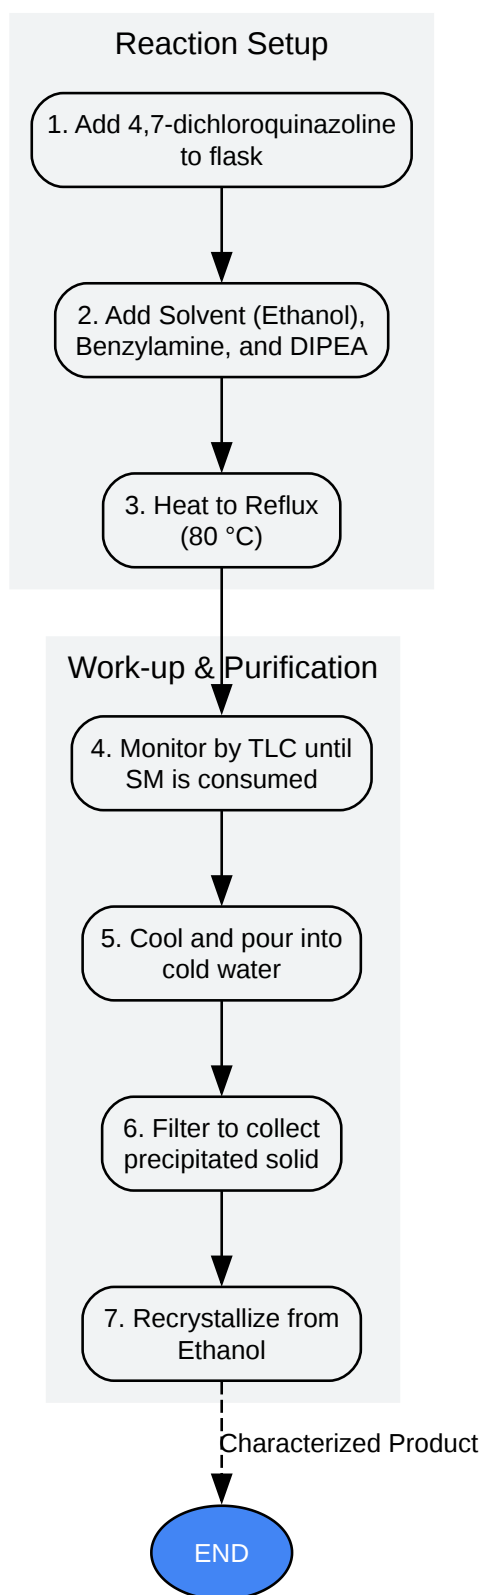 Reaction Setup
1. Add 4,7-dichloroquinazoline
to flask
2. Add Solvent (Ethanol),
Benzylamine, and DIPEA
3. Heat to Reflux
(80 °C)
Work-up & Purification
4. Monitor by TLC until
SM is consumed
5. Cool and pour into
cold water
6. Filter to collect
precipitated solid
7. Recrystallize from
Ethanol
Characterized Product
END